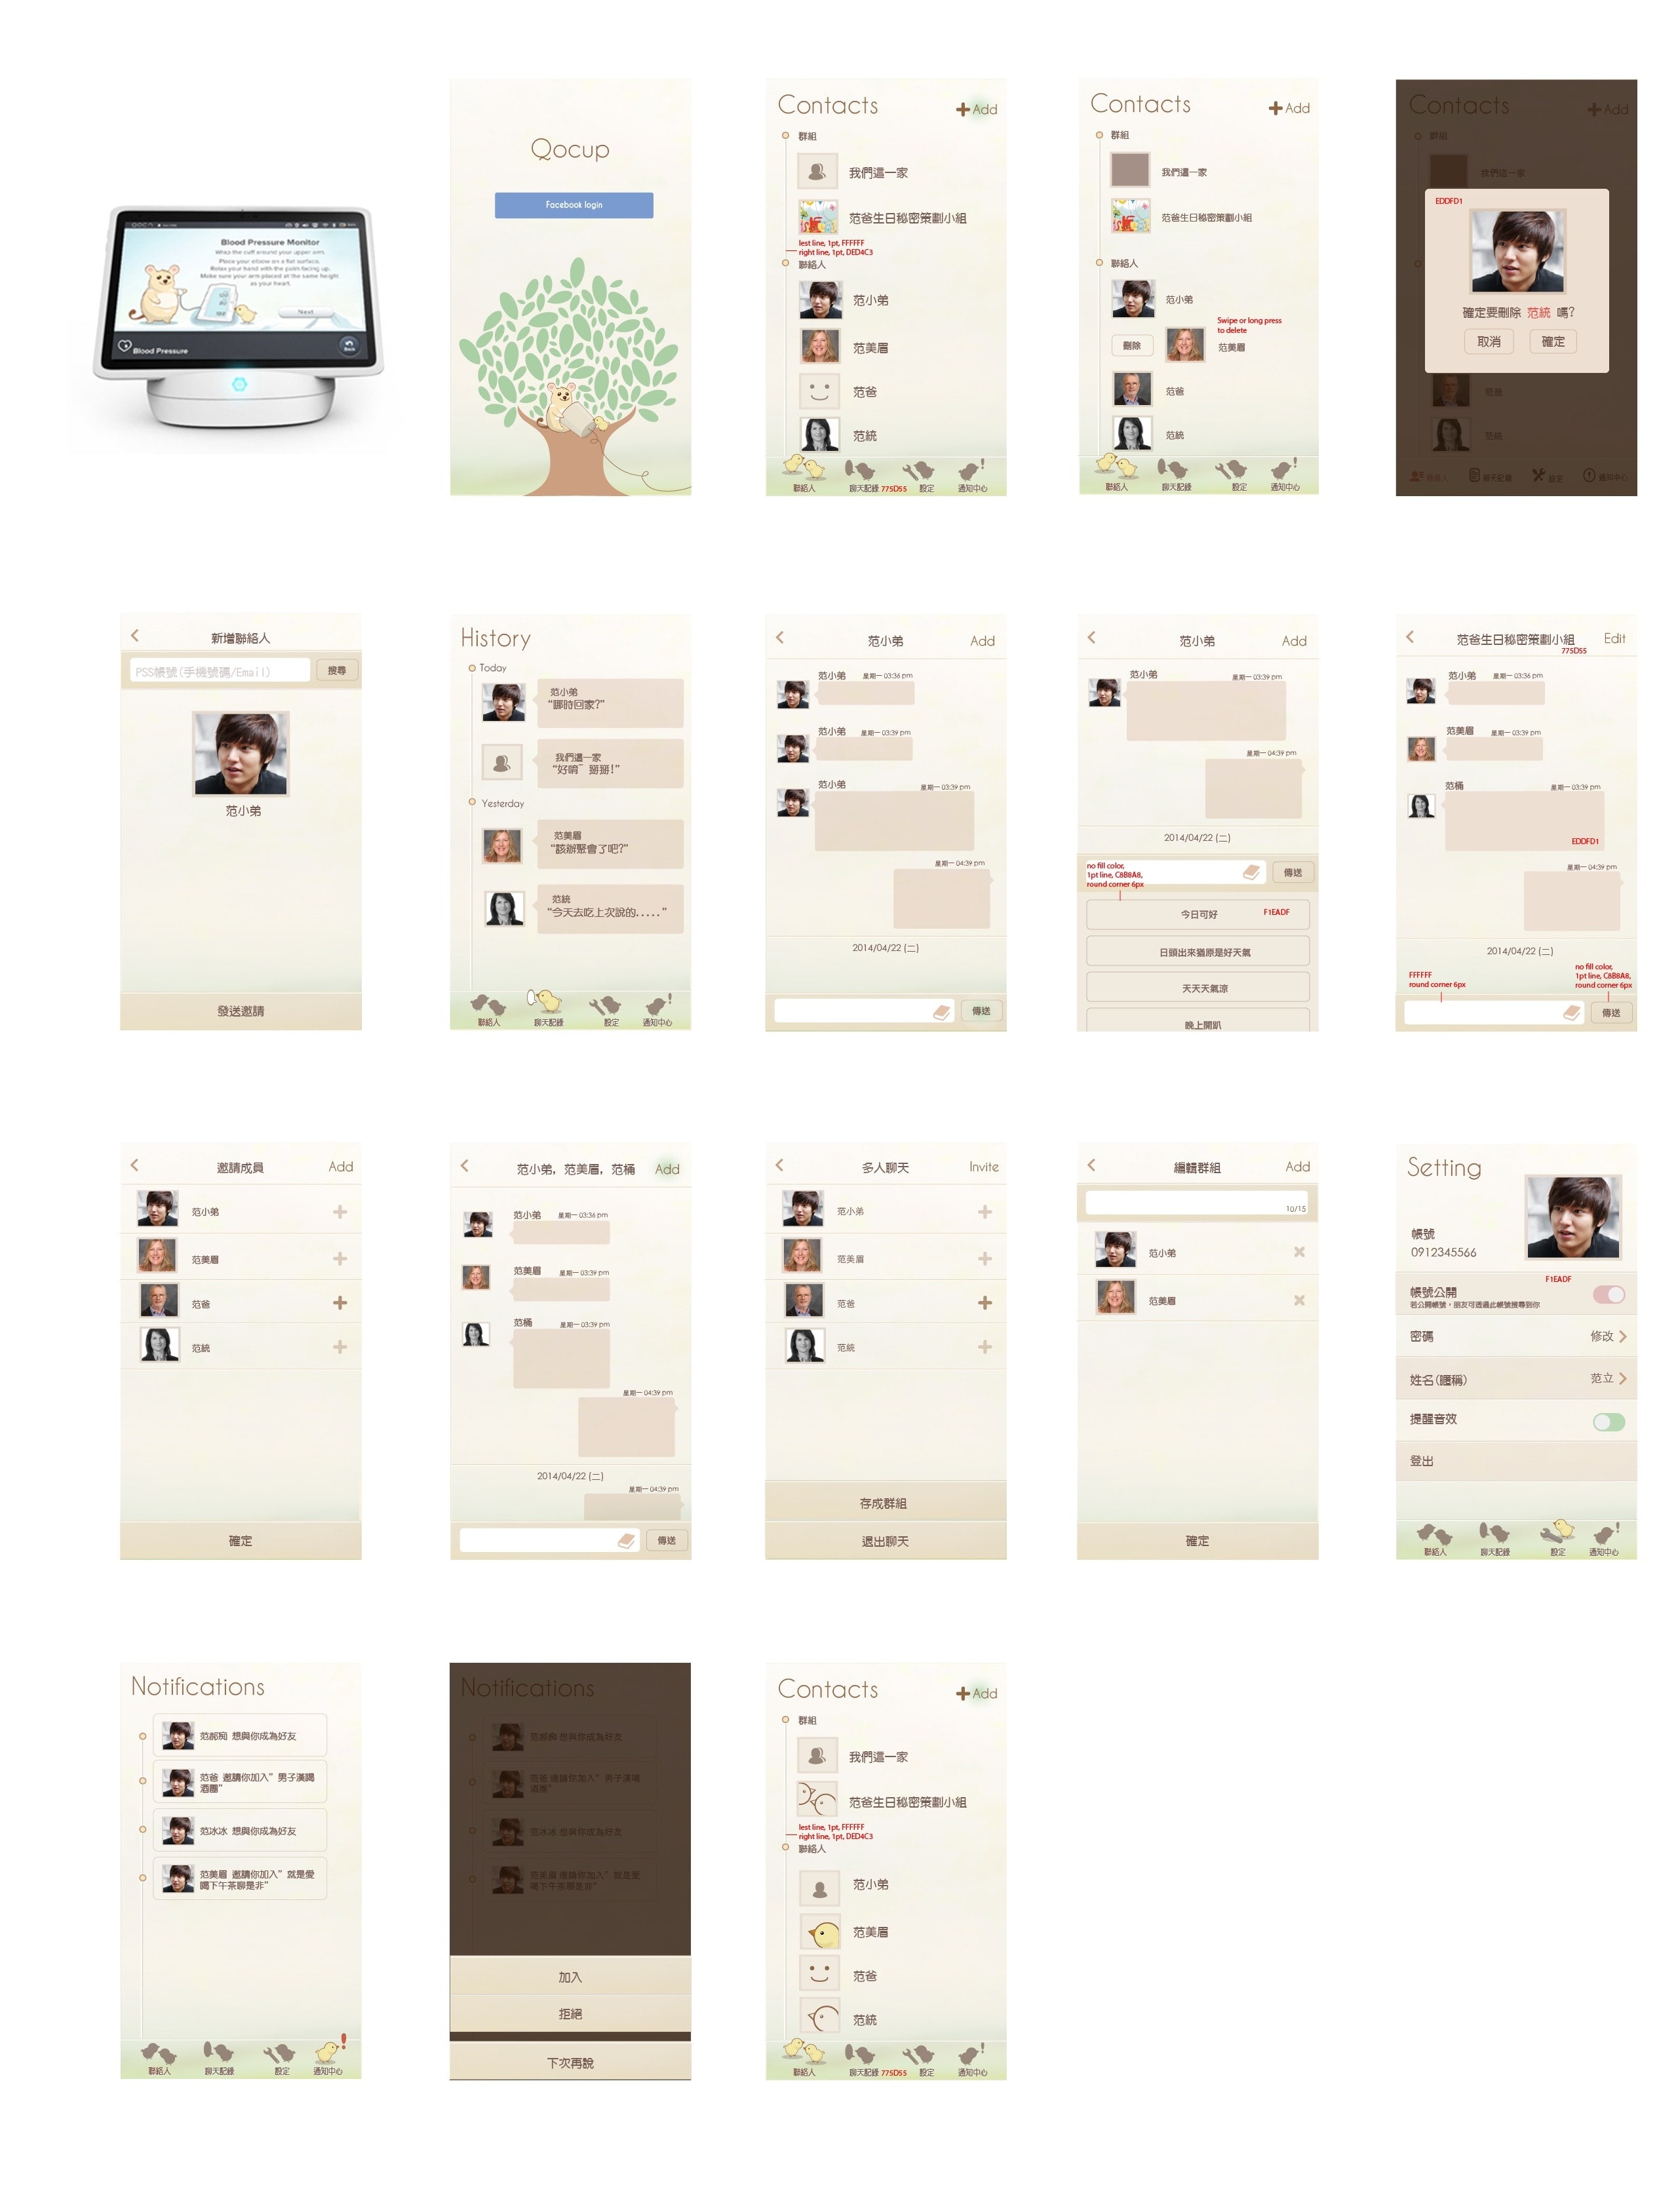 Blood Pressure Monitor
Wrap the cuff around your upper arm.
Place your elbow on a flat surface.
Relax your hand with the palm facing up.
Make sure your arm placed at the same height
as your heart.
Next
Blood Pressure
Back
Qocup
Facebook login
Contacts
Add
群組
我們這一家
范爸生日秘密策劃小組
lest line, 1pt, FFFFFF
right line, 1pt, DED4C3
聯絡人
范小弟
范美眉
范爸
范統
聯絡人 聊天記錄 775D55 設定 通知中心
Contacts
Add
群組
我們這一家
范爸生日秘密策劃小組
聯絡人
范小弟
Swipe or long press
to delete
刪除
范美眉
范爸
范統
聯絡人 聊天記錄 設定 通知中心
Contacts
Add
群組
我們這一家
EDDFD1
確定要刪除 范統 嗎?
取消 確定
范爸
范統
聯絡人 聊天記錄 設定 通知中心
新增聯絡人
PSS帳號(手機號碼/Email)
搜尋
范小弟
發送邀請
History
Today
范小弟
“哪時回家?”
我們這一家
“好唷~ 掰掰!”
Yesterday
范美眉
“該辦聚會了吧?”
范統
“今天去吃上次說的.....”
聯絡人 聊天記錄 設定 通知中心
范小弟 Add
范小弟 星期一 03:36 pm
范小弟 星期一 03:39 pm
范小弟 星期一 03:39 pm
星期一 04:39 pm
2014/04/22 (二)
傳送
范小弟 Add
范小弟 星期一 03:39 pm
星期一 04:39 pm
2014/04/22 (二)
no fill color,
1pt line, C8B8A8,
round corner 6px
傳送
今日可好 F1EADF
日頭出來猶原是好天氣
天天天氣涼
晚上開趴
范爸生日秘密策劃小組 Edit
775D55
范小弟 星期一 03:36 pm
范美眉 星期一 03:39 pm
范桶 星期一 03:39 pm
EDDFD1
星期一 04:39 pm
2014/04/22 (二)
FFFFFF
round corner 6px
no fill color,
1pt line, C8B8A8,
round corner 6px
傳送
邀請成員 Add
范小弟
范美眉
范爸
范統
確定
范小弟, 范美眉, 范桶 Add
范小弟 星期一 03:36 pm
范美眉 星期一 03:39 pm
范桶 星期一 03:39 pm
星期一 04:39 pm
2014/04/22 (二)
星期一 04:39 pm
傳送
多人聊天 Invite
范小弟
范美眉
范爸
范統
存成群組
退出聊天
編輯群組 Add
10/15
范小弟
范美眉
確定
Setting
帳號
0912345566
F1EADF
帳號公開
若公開帳號，朋友可透過此帳號搜尋到你
密碼 修改
姓名(暱稱) 范立
提醒音效
登出
聯絡人 聊天記錄 設定 通知中心
Notifications
范郝痴 想與你成為好友
范爸 邀請你加入”男子漢喝
酒團”
范冰冰 想與你成為好友
范美眉 邀請你加入”就是愛
喝下午茶聊是非”
聯絡人 聊天記錄 設定 通知中心
Notifications
范郝痴 想與你成為好友
范爸 邀請你加入”男子漢喝
酒團”
范冰冰 想與你成為好友
范美眉 邀請你加入”就是愛
喝下午茶聊是非”
加入
拒絕
下次再說
Contacts
Add
群組
我們這一家
范爸生日秘密策劃小組
lest line, 1pt, FFFFFF
right line, 1pt, DED4C3
聯絡人
范小弟
范美眉
范爸
范統
聯絡人 聊天記錄 775D55 設定 通知中心